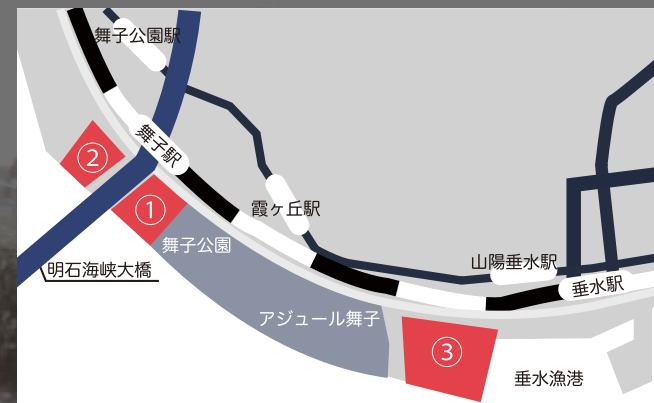 舞子公園駅
舞子駅
②
①
霞ヶ丘駅
舞子公園
山陽垂水駅
明石海峡大橋
垂水駅
アジュール舞子
③
垂水漁港